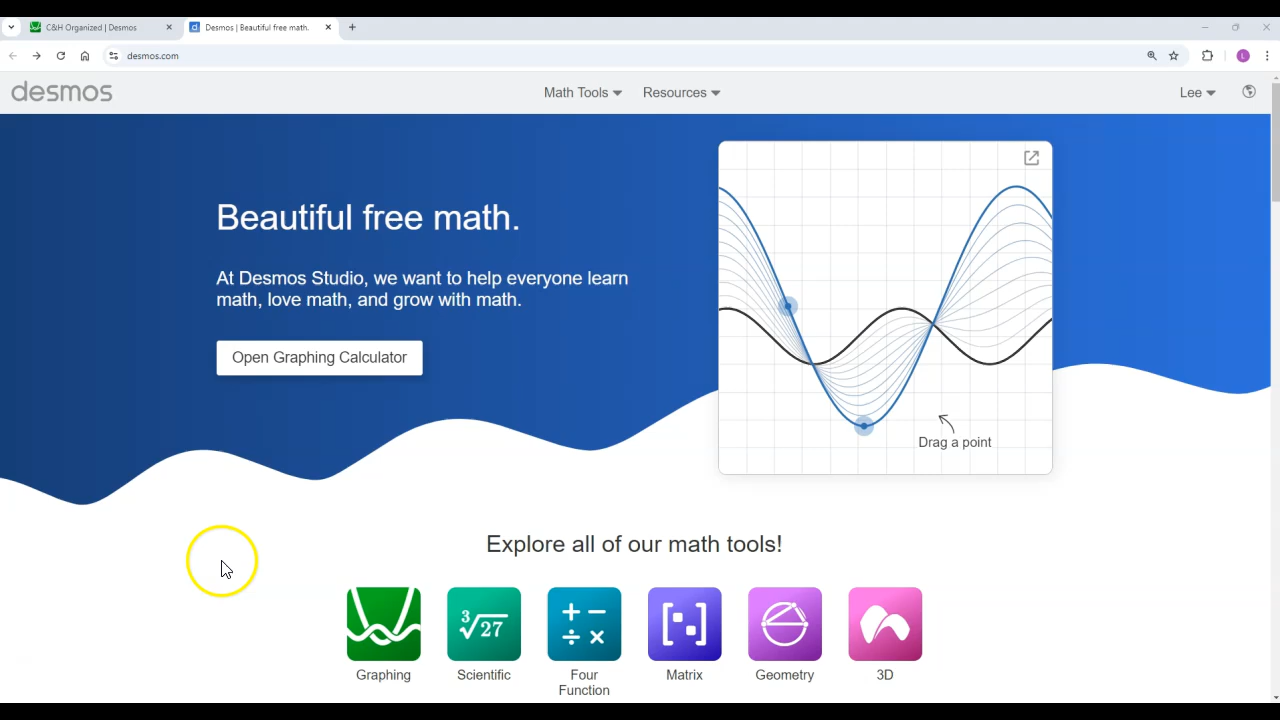 C&H Organized | Desmos
Desmos | Beautiful free math.
desmos.com
L
desmos
Math Tools
Resources
Lee
Beautiful free math.
At Desmos Studio, we want to help everyone learn
math, love math, and grow with math.
Open Graphing Calculator
Drag a point
Explore all of our math tools!
3√27
Graphing
Scientific
Four
Function
Matrix
Geometry
3D